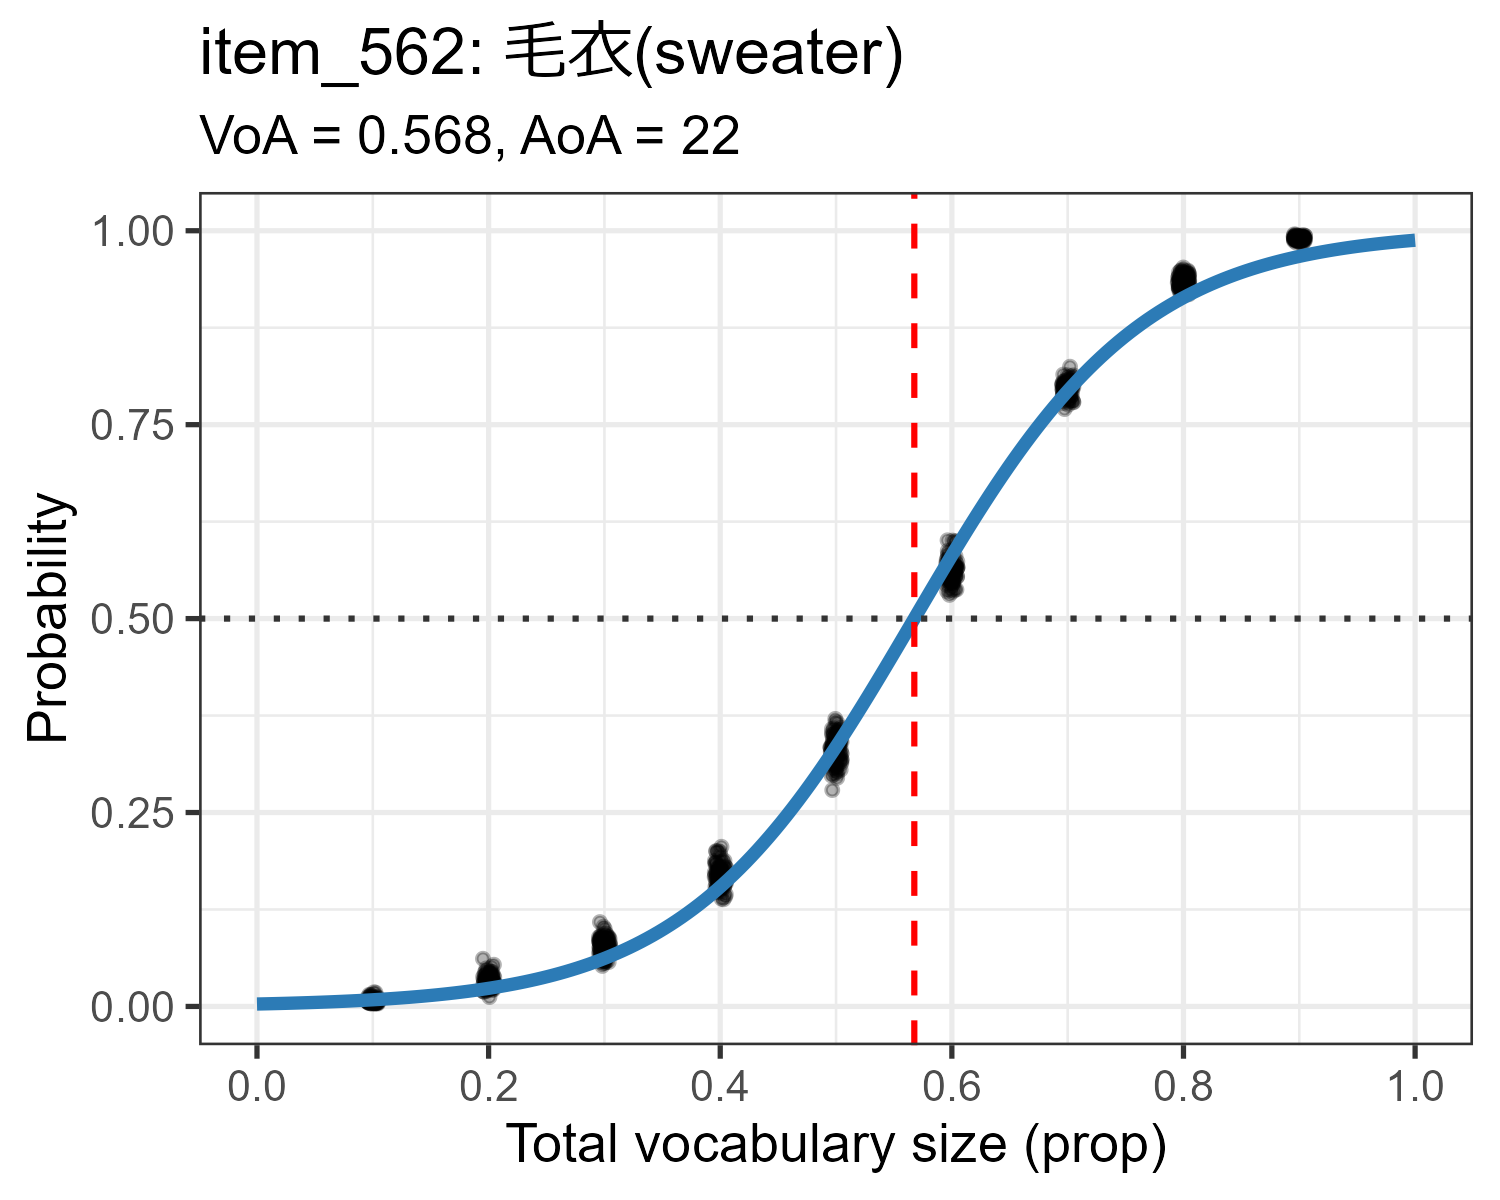 item_562: 毛衣(sweater)
VoA = 0.568, AoA = 22
Probability
1.00
0.75
0.50
0.25
0.00
0.0 0.2 0.4 0.6 0.8 1.0
Total vocabulary size (prop)